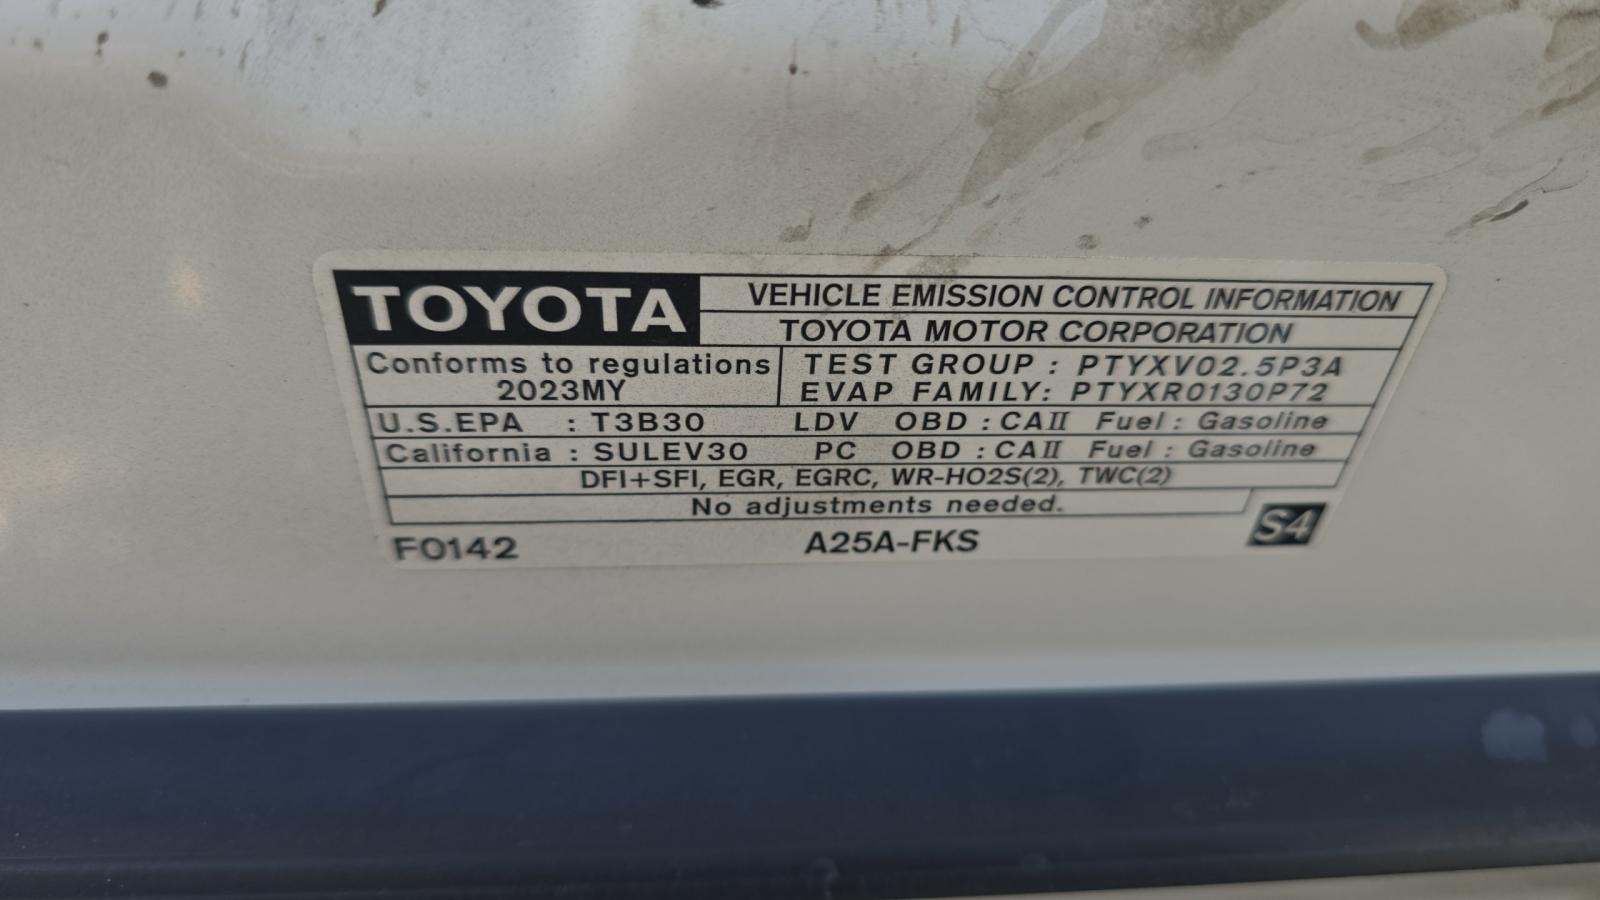 TOYOTA
VEHICLE EMISSION CONTROL INFORMATION
TOYOTA MOTOR CORPORATION
Conforms to regulations
2023MY
TEST GROUP : PTYXV02.5P3A
EVAP FAMILY: PTYXR0130P72
U.S.EPA : T3B30 LDV OBD : CAⅡ Fuel : Gasoline
California : SULEV30 PC OBD : CAⅡ Fuel : Gasoline
DFI+SFI, EGR, EGRC, WR-HO2S(2), TWC(2)
No adjustments needed.
F0142 A25A-FKS S4